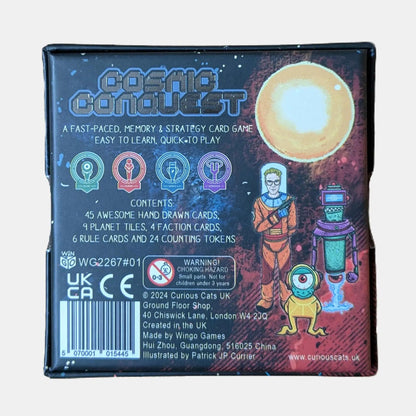 COSMIC
CONQUEST
A FAST-PACED, MEMORY & STRATEGY CARD GAME
EASY TO LEARN, QUICK TO PLAY
CONTENTS:
45 AWESOME HAND DRAWN CARDS,
9 PLANET TILES, 4 FACTION CARDS,
6 RULE CARDS AND 24 COUNTING TOKENS
WIN
GO
WG2267#01
UK
CA CE
WARNING!
CHOKING HAZARD
Small parts. Not for
children under 3 years
0-3
© 2024 Curious Cats UK
Ground Floor Shop,
40 Chiswick Lane, London W4 2JQ
Created in the UK
Made by Wingo Games
Hui Zhou, Guangdong, 516025 China
Illustrated by Patrick JP Currier
5 070001 015445
www.curiouscats.uk